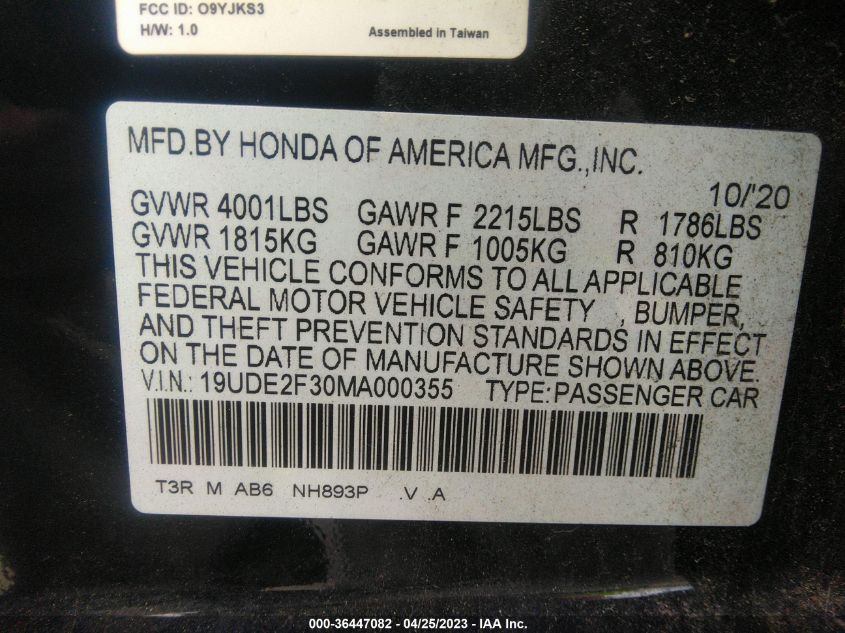 FCC ID: O9YJKS3
H/W: 1.0 Assembled in Taiwan
MFD.BY HONDA OF AMERICA MFG.,INC.
10/'20
GVWR 4001LBS GAWR F 2215LBS R 1786LBS
GVWR 1815KG GAWR F 1005KG R 810KG
THIS VEHICLE CONFORMS TO ALL APPLICABLE
FEDERAL MOTOR VEHICLE SAFETY , BUMPER,
AND THEFT PREVENTION STANDARDS IN EFFECT
ON THE DATE OF MANUFACTURE SHOWN ABOVE.
V.I.N.: 19UDE2F30MA000355 TYPE:PASSENGER CAR
T3R M AB6 NH893P .V .A
000-36447082 - 04/25/2023 - IAA Inc.